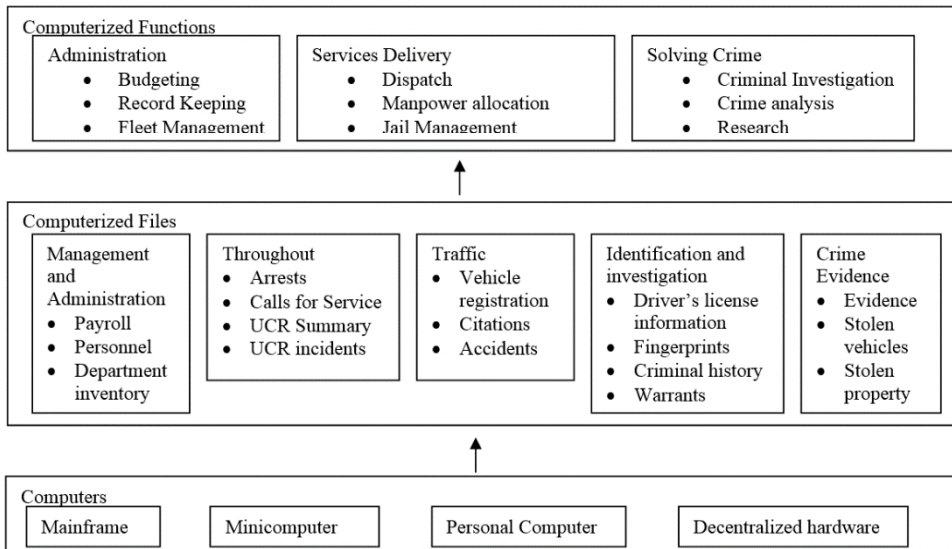 Computerized Functions
Administration
• Budgeting
• Record Keeping
• Fleet Management
Services Delivery
• Dispatch
• Manpower allocation
• Jail Management
Solving Crime
• Criminal Investigation
• Crime analysis
• Research
Computerized Files
Management
and
Administration
• Payroll
• Personnel
• Department
inventory
Throughout
• Arrests
• Calls for Service
• UCR Summary
• UCR incidents
Traffic
• Vehicle
registration
• Citations
• Accidents
Identification and
investigation
• Driver’s license
information
• Fingerprints
• Criminal history
• Warrants
Crime
Evidence
• Evidence
• Stolen
vehicles
• Stolen
property
Computers
Mainframe
Minicomputer
Personal Computer
Decentralized hardware